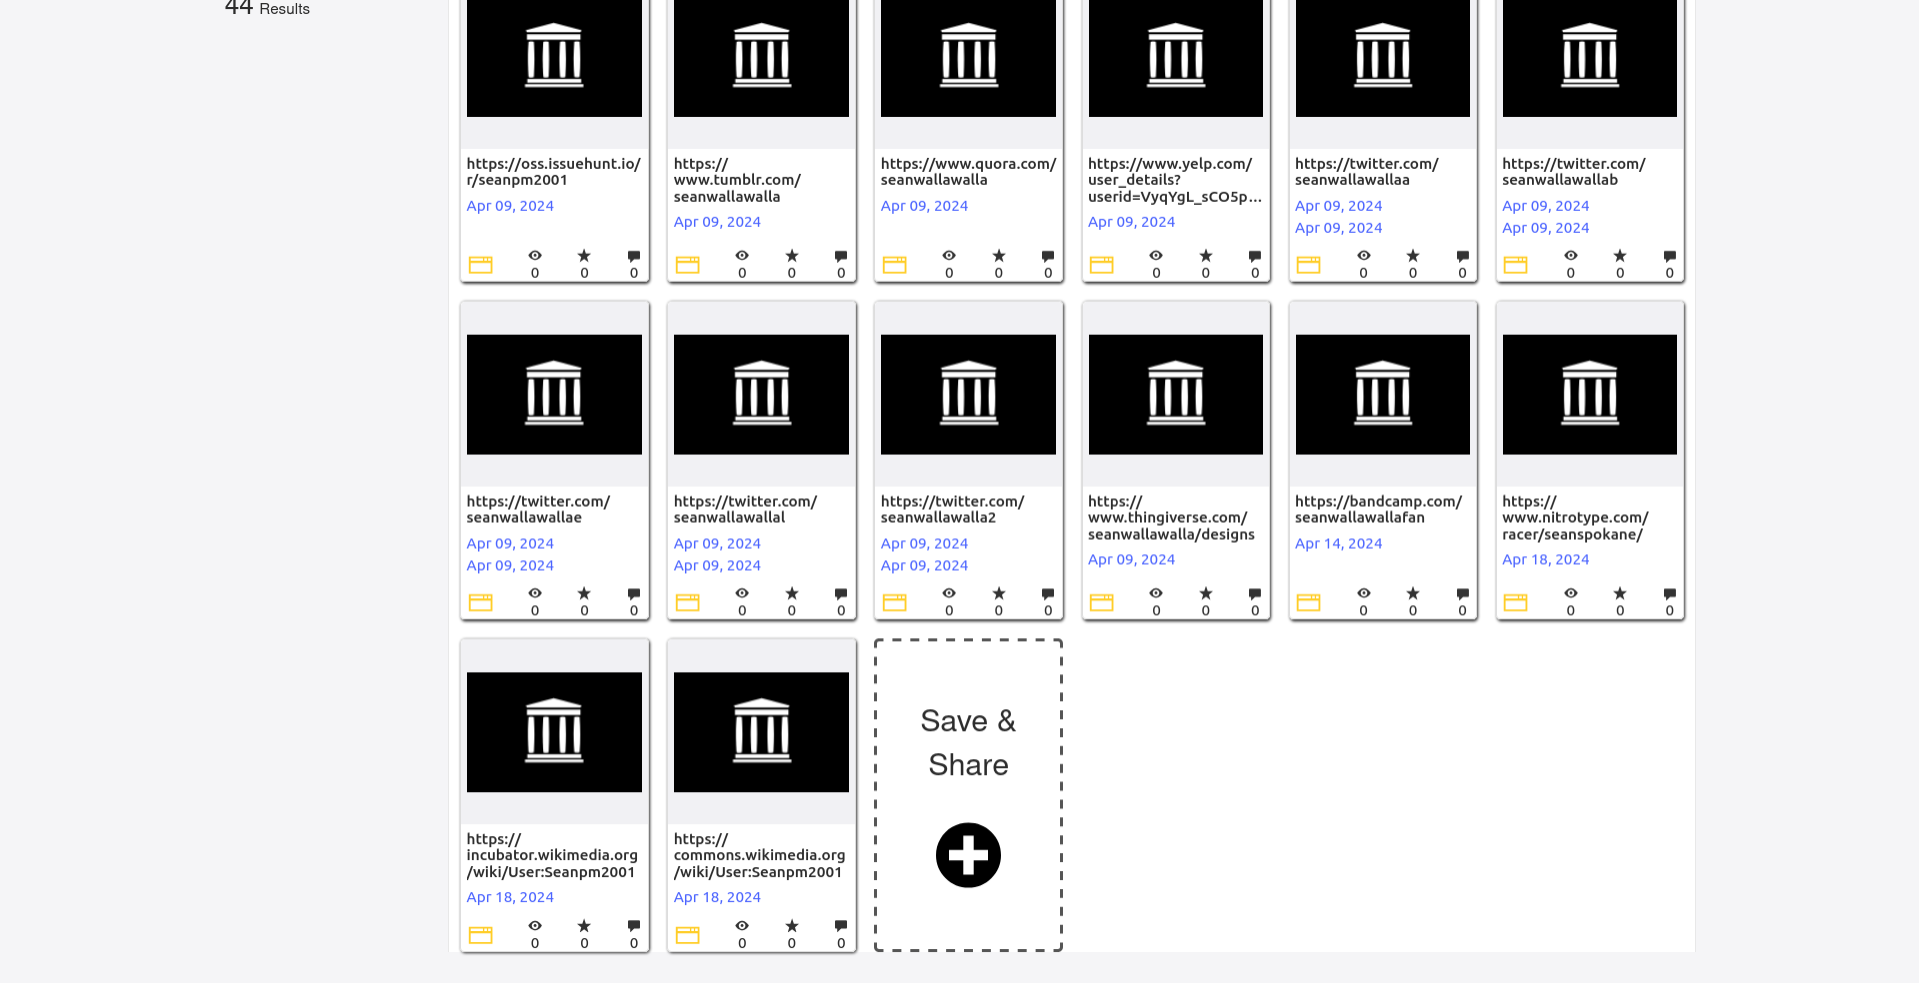 44 Results
https://oss.issuehunt.io/
r/seanpm2001
Apr 09, 2024
0 0 0
https://
www.tumblr.com/
seanwallawalla
Apr 09, 2024
0 0 0
https://www.quora.com/
seanwallawalla
Apr 09, 2024
0 0 0
https://www.yelp.com/
user_details?
userid=VyqYgL_sCO5p...
Apr 09, 2024
0 0 0
https://twitter.com/
seanwallawallaa
Apr 09, 2024
Apr 09, 2024
0 0 0
https://twitter.com/
seanwallawallab
Apr 09, 2024
Apr 09, 2024
0 0 0
https://twitter.com/
seanwallawallae
Apr 09, 2024
Apr 09, 2024
0 0 0
https://twitter.com/
seanwallawallal
Apr 09, 2024
Apr 09, 2024
0 0 0
https://twitter.com/
seanwallawalla2
Apr 09, 2024
Apr 09, 2024
0 0 0
https://
www.thingiverse.com/
seanwallawalla/designs
Apr 09, 2024
0 0 0
https://bandcamp.com/
seanwallawallafan
Apr 14, 2024
0 0 0
https://
www.nitrotype.com/
racer/seanspokane/
Apr 18, 2024
0 0 0
https://
incubator.wikimedia.org
/wiki/User:Seanpm2001
Apr 18, 2024
0 0 0
https://
commons.wikimedia.org
/wiki/User:Seanpm2001
Apr 18, 2024
0 0 0
Save &
Share